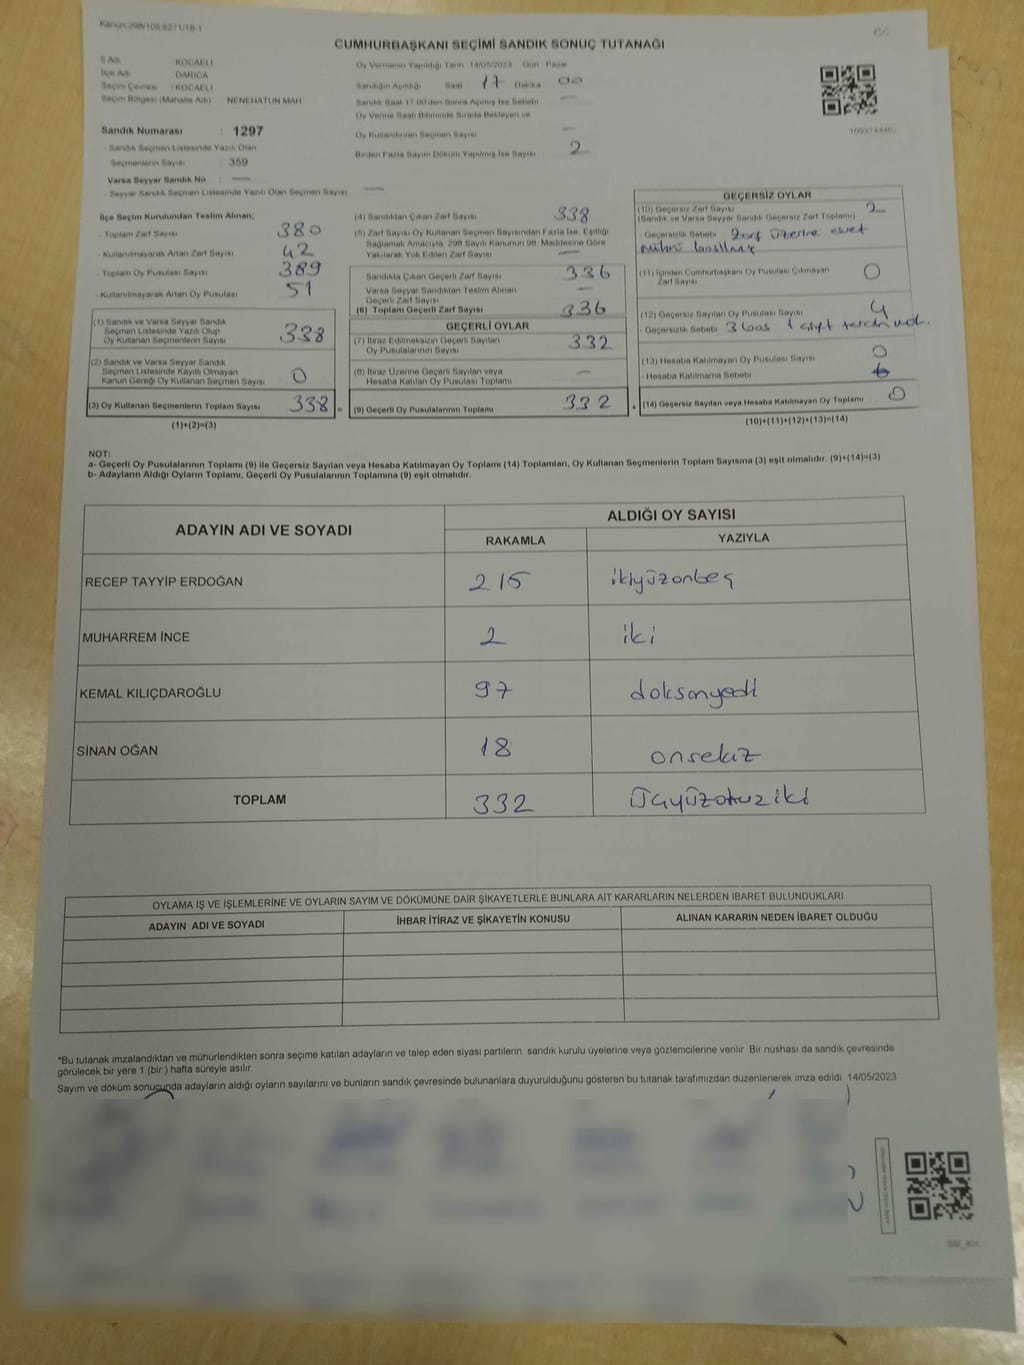 Kanun:298/105,6271/18-1
CUMHURBAŞKANI SEÇİMİ SANDIK SONUÇ TUTANAĞI
İl Adı KOCAELİ
İlçe Adı DARICA
Seçim Çevresi : KOCAELİ
Seçim Bölgesi (Mahalle Adı) : NENEHATUN MAH
Sandık Numarası : 1297
- Sandık Seçmen Listesinde Yazılı Olan
Seçmenlerin Sayısı : 359
Varsa Seyyar Sandık No : —
- Seyyar Sandık Seçmen Listesinde Yazılı Olan Seçmen Sayısı : —
Oy Vermenin Yapıldığı Tarih 14/05/2023 Gün Pazar
Sandığın Açıldığı Saat 17 Dakika 00
Sandık Saat 17.00'den Sonra Açılmış İse Sebebi —
Oy Verme Saati Bitiminde Sırada Bekleyen ve
Oy Kullandırılan Seçmen Sayısı —
Birden Fazla Sayım Döküm Yapılmış İse Sayısı 2
İlçe Seçim Kurulundan Teslim Alınan;
- Toplam Zarf Sayısı 380
- Kullanılmayarak Artan Zarf Sayısı 42
- Toplam Oy Pusulası Sayısı 389
- Kullanılmayarak Artan Oy Pusulası 51
(1) Sandık ve Varsa Seyyar Sandık
Seçmen Listesinde Yazılı Olup
Oy Kullanan Seçmenlerin Sayısı 338
(2) Sandık ve Varsa Seyyar Sandık
Seçmen Listesinde Kayıtlı Olmayan
Kanun Gereği Oy Kullanan Seçmen Sayısı 0
(3) Oy Kullanan Seçmenlerin Toplam Sayısı 338 =
(1)+(2)=(3)
(4) Sandıktan Çıkan Zarf Sayısı 338
(5) Zarf Sayısı Oy Kullanan Seçmen Sayısından Fazla İse, Eşitliği
Sağlamak Amacıyla, 298 Sayılı Kanunun 98. Maddesine Göre
Yakılarak Yok Edilen Zarf Sayısı —
Sandıkta Çıkan Geçerli Zarf Sayısı 336
Varsa Seyyar Sandıktan Teslim Alınan
Geçerli Zarf Sayısı —
(6) Toplam Geçerli Zarf Sayısı 336
GEÇERLİ OYLAR
(7) İtiraz Edilmeksizin Geçerli Sayılan
Oy Pusulalarının Sayısı 332
(8) İtiraz Üzerine Geçerli Sayılan veya
Hesaba Katılan Oy Pusulası Toplamı —
(9) Geçerli Oy Pusulalarının Toplamı 332 +
GEÇERSİZ OYLAR
(10) Geçersiz Zarf Sayısı 2
(Sandık ve Varsa Seyyar Sandık Geçersiz Zarf Toplamı)
- Geçersizlik Sebebi zarf üzerine evet
mührü
(11) İçinden Cumhurbaşkanı Oy Pusulası Çıkmayan
Zarf Sayısı 0
(12) Geçersiz Sayılan Oy Pusulası Sayısı 4
Geçersizlik Sebebi 3 boş 1
(13) Hesaba Katılmayan Oy Pusulası Sayısı 0
- Hesaba Katılmama Sebebi
(14) Geçersiz Sayılan veya Hesaba Katılmayan Oy Toplamı
(10)+(11)+(12)+(13)=(14)
NOT:
a- Geçerli Oy Pusulalarının Toplamı (9) ile Geçersiz Sayılan veya Hesaba Katılmayan Oy Toplamı (14) Toplamları, Oy Kullanan Seçmenlerin Toplam Sayısına (3) eşit olmalıdır. (9)+(14)=(3)
b- Adayların Aldığı Oyların Toplamı, Geçerli Oy Pusulalarının Toplamına (9) eşit olmalıdır.
ADAYIN ADI VE SOYADI
ALDIĞI OY SAYISI
RAKAMLA YAZIYLA
RECEP TAYYİP ERDOĞAN 215 ikiyüzonbeş
MUHARREM İNCE 2 iki
KEMAL KILIÇDAROĞLU 97 doksanyedi
SİNAN OĞAN 18 onsekiz
TOPLAM 332 üçyüzotuziki
OYLAMA İŞ VE İŞLEMLERİNE VE OYLARIN SAYIM VE DÖKÜMÜNE DAİR ŞİKAYETLERLE BUNLARA AİT KARARLARIN NELERDEN İBARET BULUNDUKLARI
ADAYIN ADI VE SOYADI İHBAR İTİRAZ VE ŞİKAYETİN KONUSU ALINAN KARARIN NEDEN İBARET OLDUĞU
*Bu tutanak imzalandıktan ve mühürlendikten sonra seçime katılan adayların ve talep eden siyasi partilerin sandık kurulu üyelerine veya gözlemcilerine verilir. Bir nüshası da sandık çevresinde
görülecek bir yere 1 (bir ) hafta süreyle asılır.
Sayım ve döküm sonucunda adayların aldığı oyların sayılarını ve bunların sandık çevresinde bulunanlara duyurulduğunu gösteren bu tutanak tarafımızdan düzenlenerek imza edildi. 14/05/2023